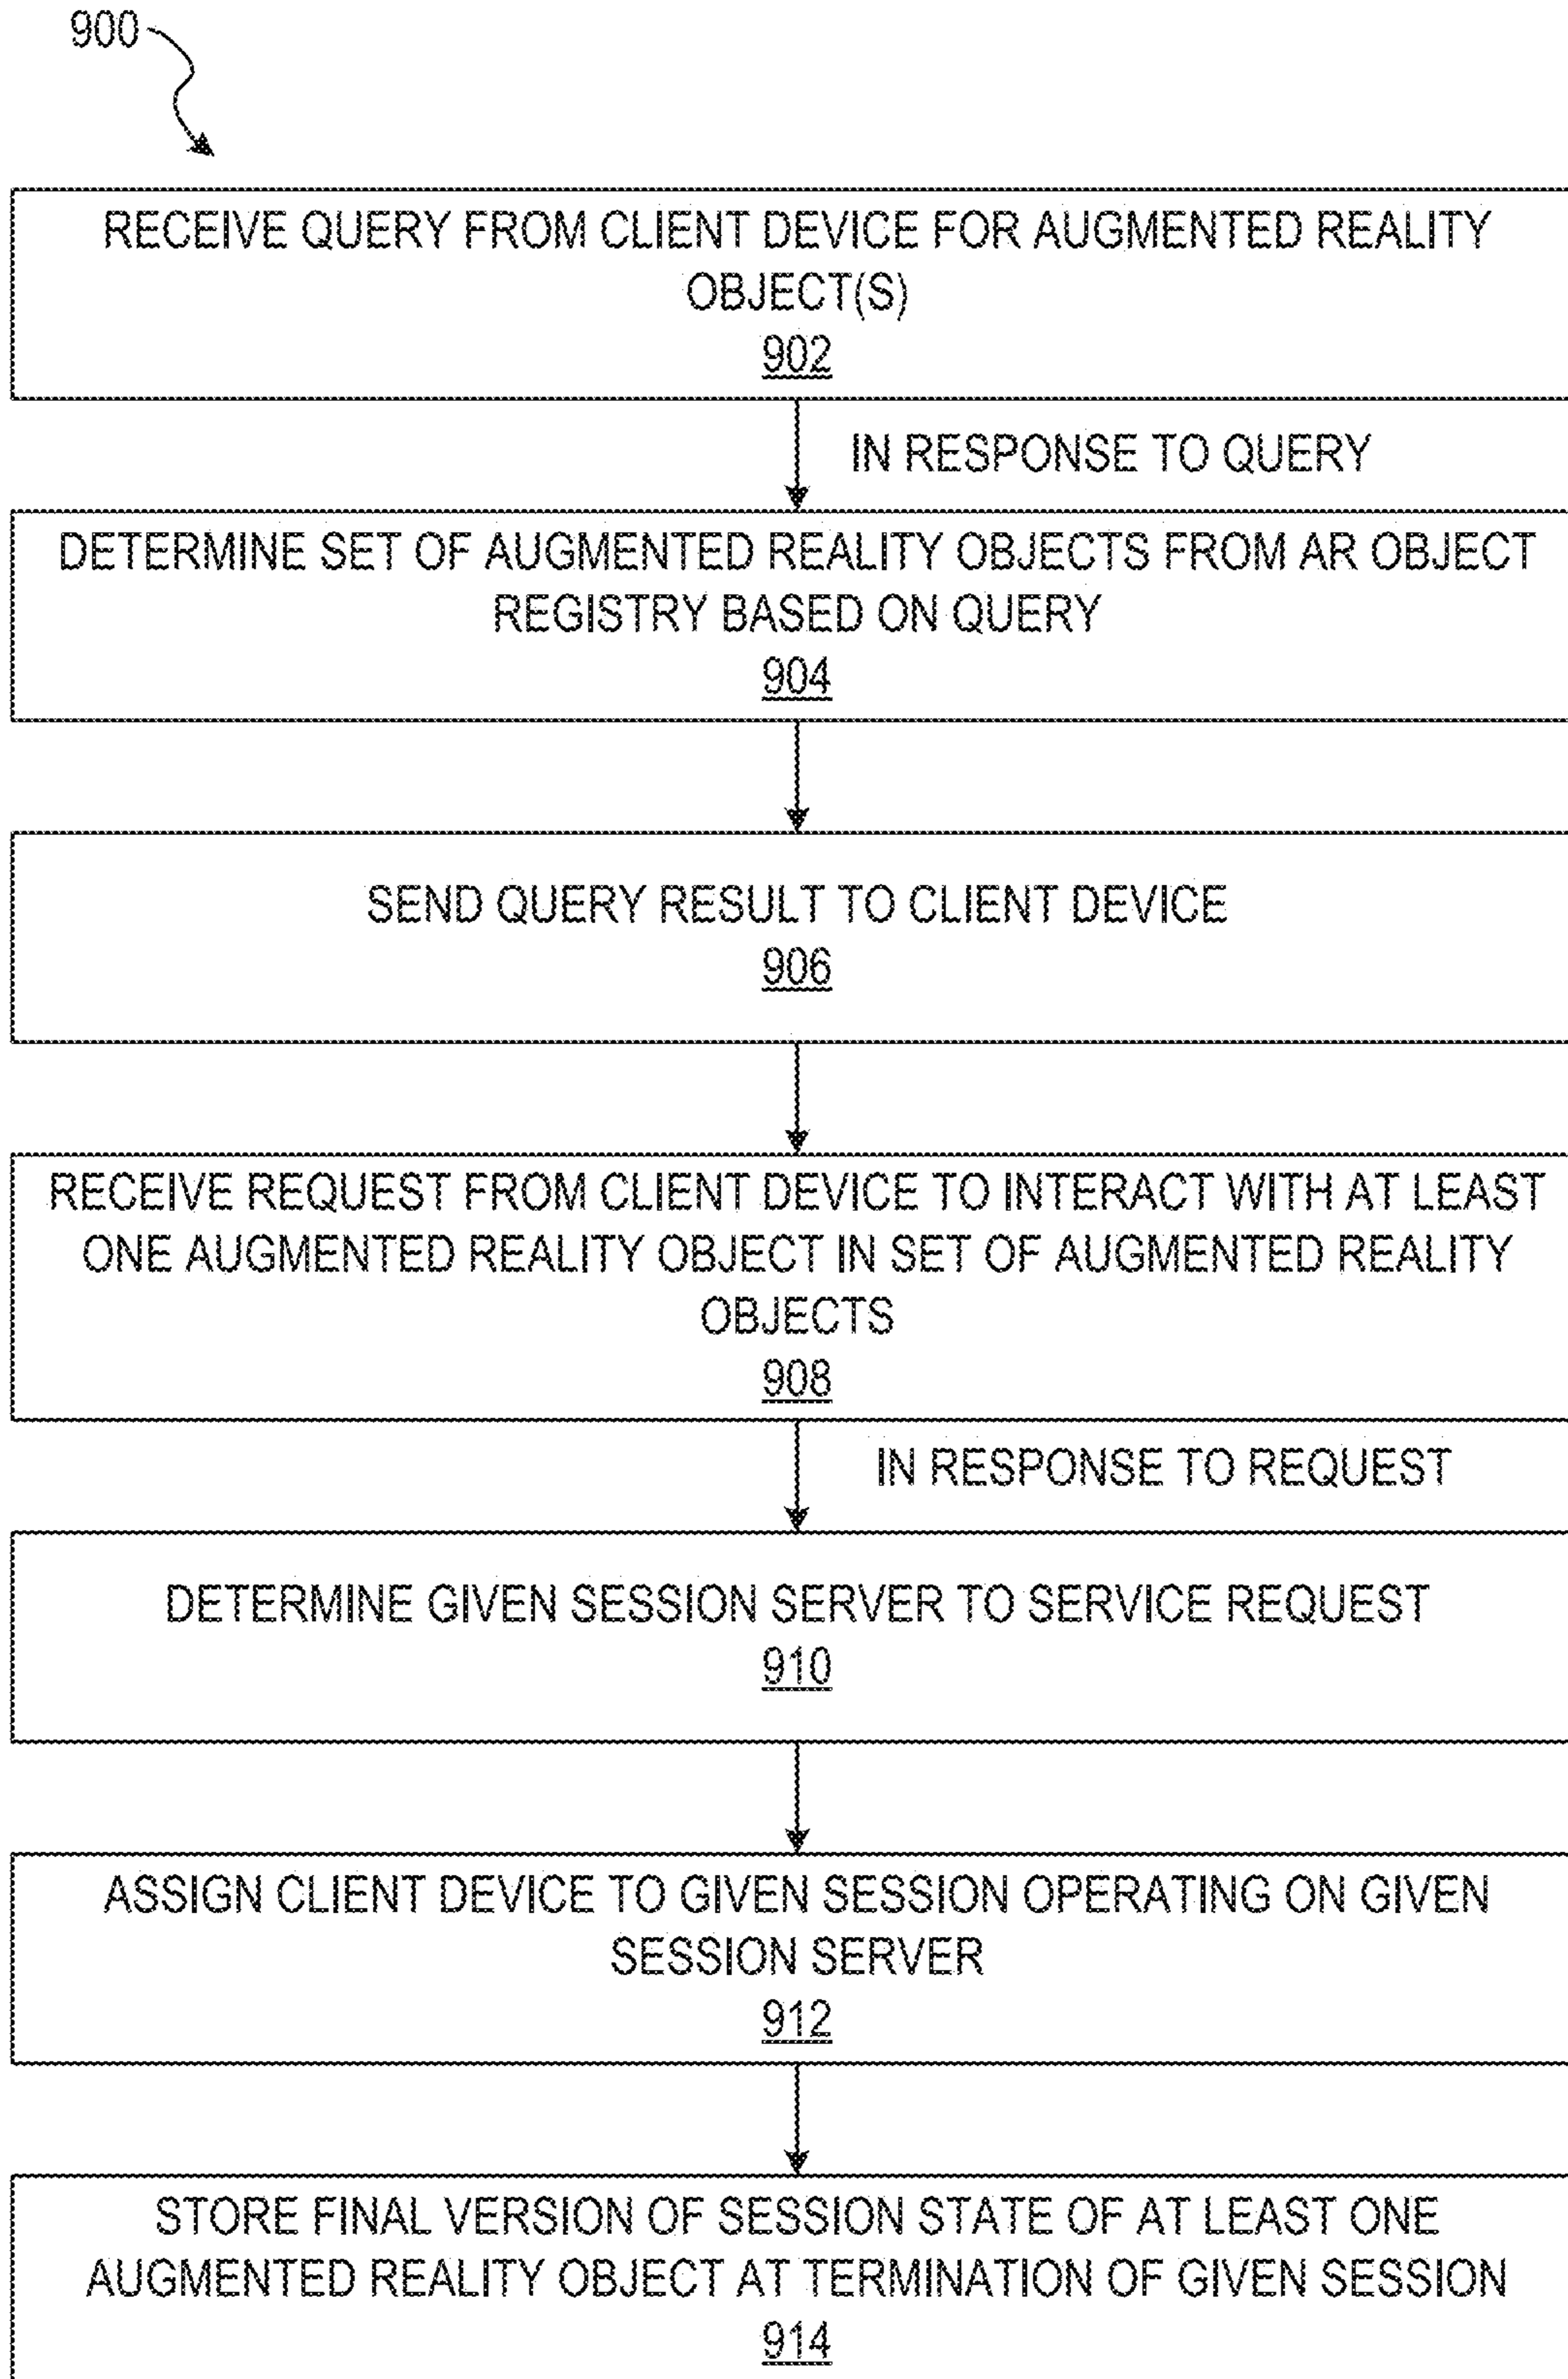 900
RECEIVE QUERY FROM CLIENT DEVICE FOR AUGMENTED REALITY
OBJECT(S)
902
IN RESPONSE TO QUERY
DETERMINE SET OF AUGMENTED REALITY OBJECTS FROM AR OBJECT
REGISTRY BASED ON QUERY
904
SEND QUERY RESULT TO CLIENT DEVICE
906
RECEIVE REQUEST FROM CLIENT DEVICE TO INTERACT WITH AT LEAST
ONE AUGMENTED REALITY OBJECT IN SET OF AUGMENTED REALITY
OBJECTS
908
IN RESPONSE TO REQUEST
DETERMINE GIVEN SESSION SERVER TO SERVICE REQUEST
910
ASSIGN CLIENT DEVICE TO GIVEN SESSION OPERATING ON GIVEN
SESSION SERVER
912
STORE FINAL VERSION OF SESSION STATE OF AT LEAST ONE
AUGMENTED REALITY OBJECT AT TERMINATION OF GIVEN SESSION
914